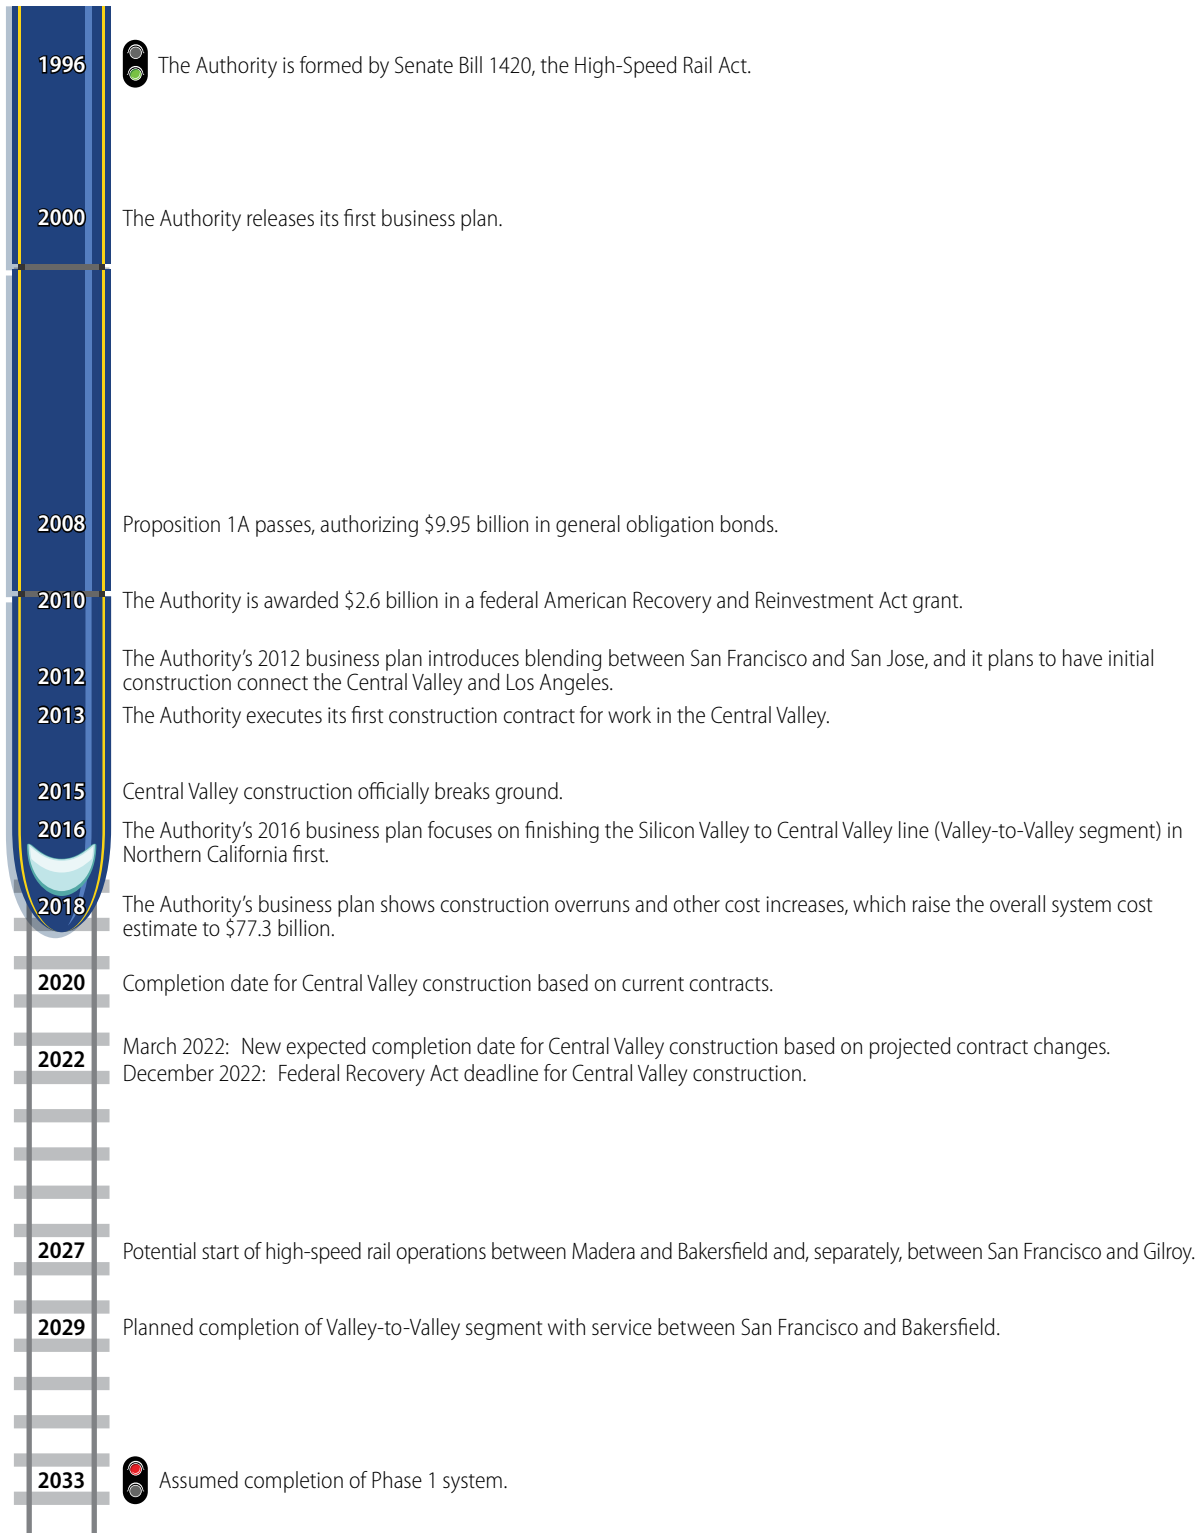 1996 The Authority is formed by Senate Bill 1420, the High-Speed Rail Act.
2000 The Authority releases its first business plan.
2008 Proposition 1A passes, authorizing $9.95 billion in general obligation bonds.
2010 The Authority is awarded $2.6 billion in a federal American Recovery and Reinvestment Act grant.
2012 The Authority’s 2012 business plan introduces blending between San Francisco and San Jose, and it plans to have initial
construction connect the Central Valley and Los Angeles.
2013 The Authority executes its first construction contract for work in the Central Valley.
2015 Central Valley construction officially breaks ground.
2016 The Authority’s 2016 business plan focuses on finishing the Silicon Valley to Central Valley line (Valley-to-Valley segment) in
Northern California first.
2018 The Authority’s business plan shows construction overruns and other cost increases, which raise the overall system cost
estimate to $77.3 billion.
2020 Completion date for Central Valley construction based on current contracts.
2022 March 2022: New expected completion date for Central Valley construction based on projected contract changes.
December 2022: Federal Recovery Act deadline for Central Valley construction.
2027 Potential start of high-speed rail operations between Madera and Bakersfield and, separately, between San Francisco and Gilroy.
2029 Planned completion of Valley-to-Valley segment with service between San Francisco and Bakersfield.
2033 Assumed completion of Phase 1 system.